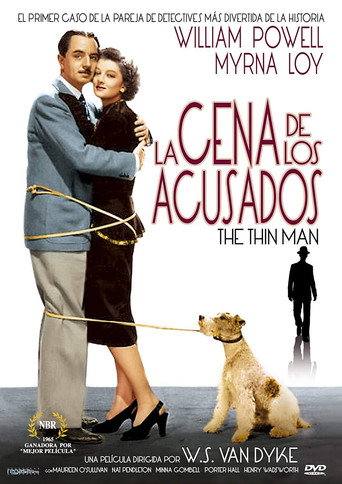 EL PRIMER CASO DE LA PAREJA DE DETECTIVES MÁS DIVERTIDA DE LA HISTORIA
WILLIAM POWELL
MYRNA LOY
LA CENA DE LOS
ACUSADOS
THE THIN MAN
NBR
1965
GANADORA POR
"MEJOR PELÍCULA"
UNA PELÍCULA DIRIGIDA POR W.S. VAN DYKE
CON MAUREEN O'SULLIVAN NAT PENDLETON MINNA GOMBELL PORTER HALL HENRY WADSWORTH
DVD